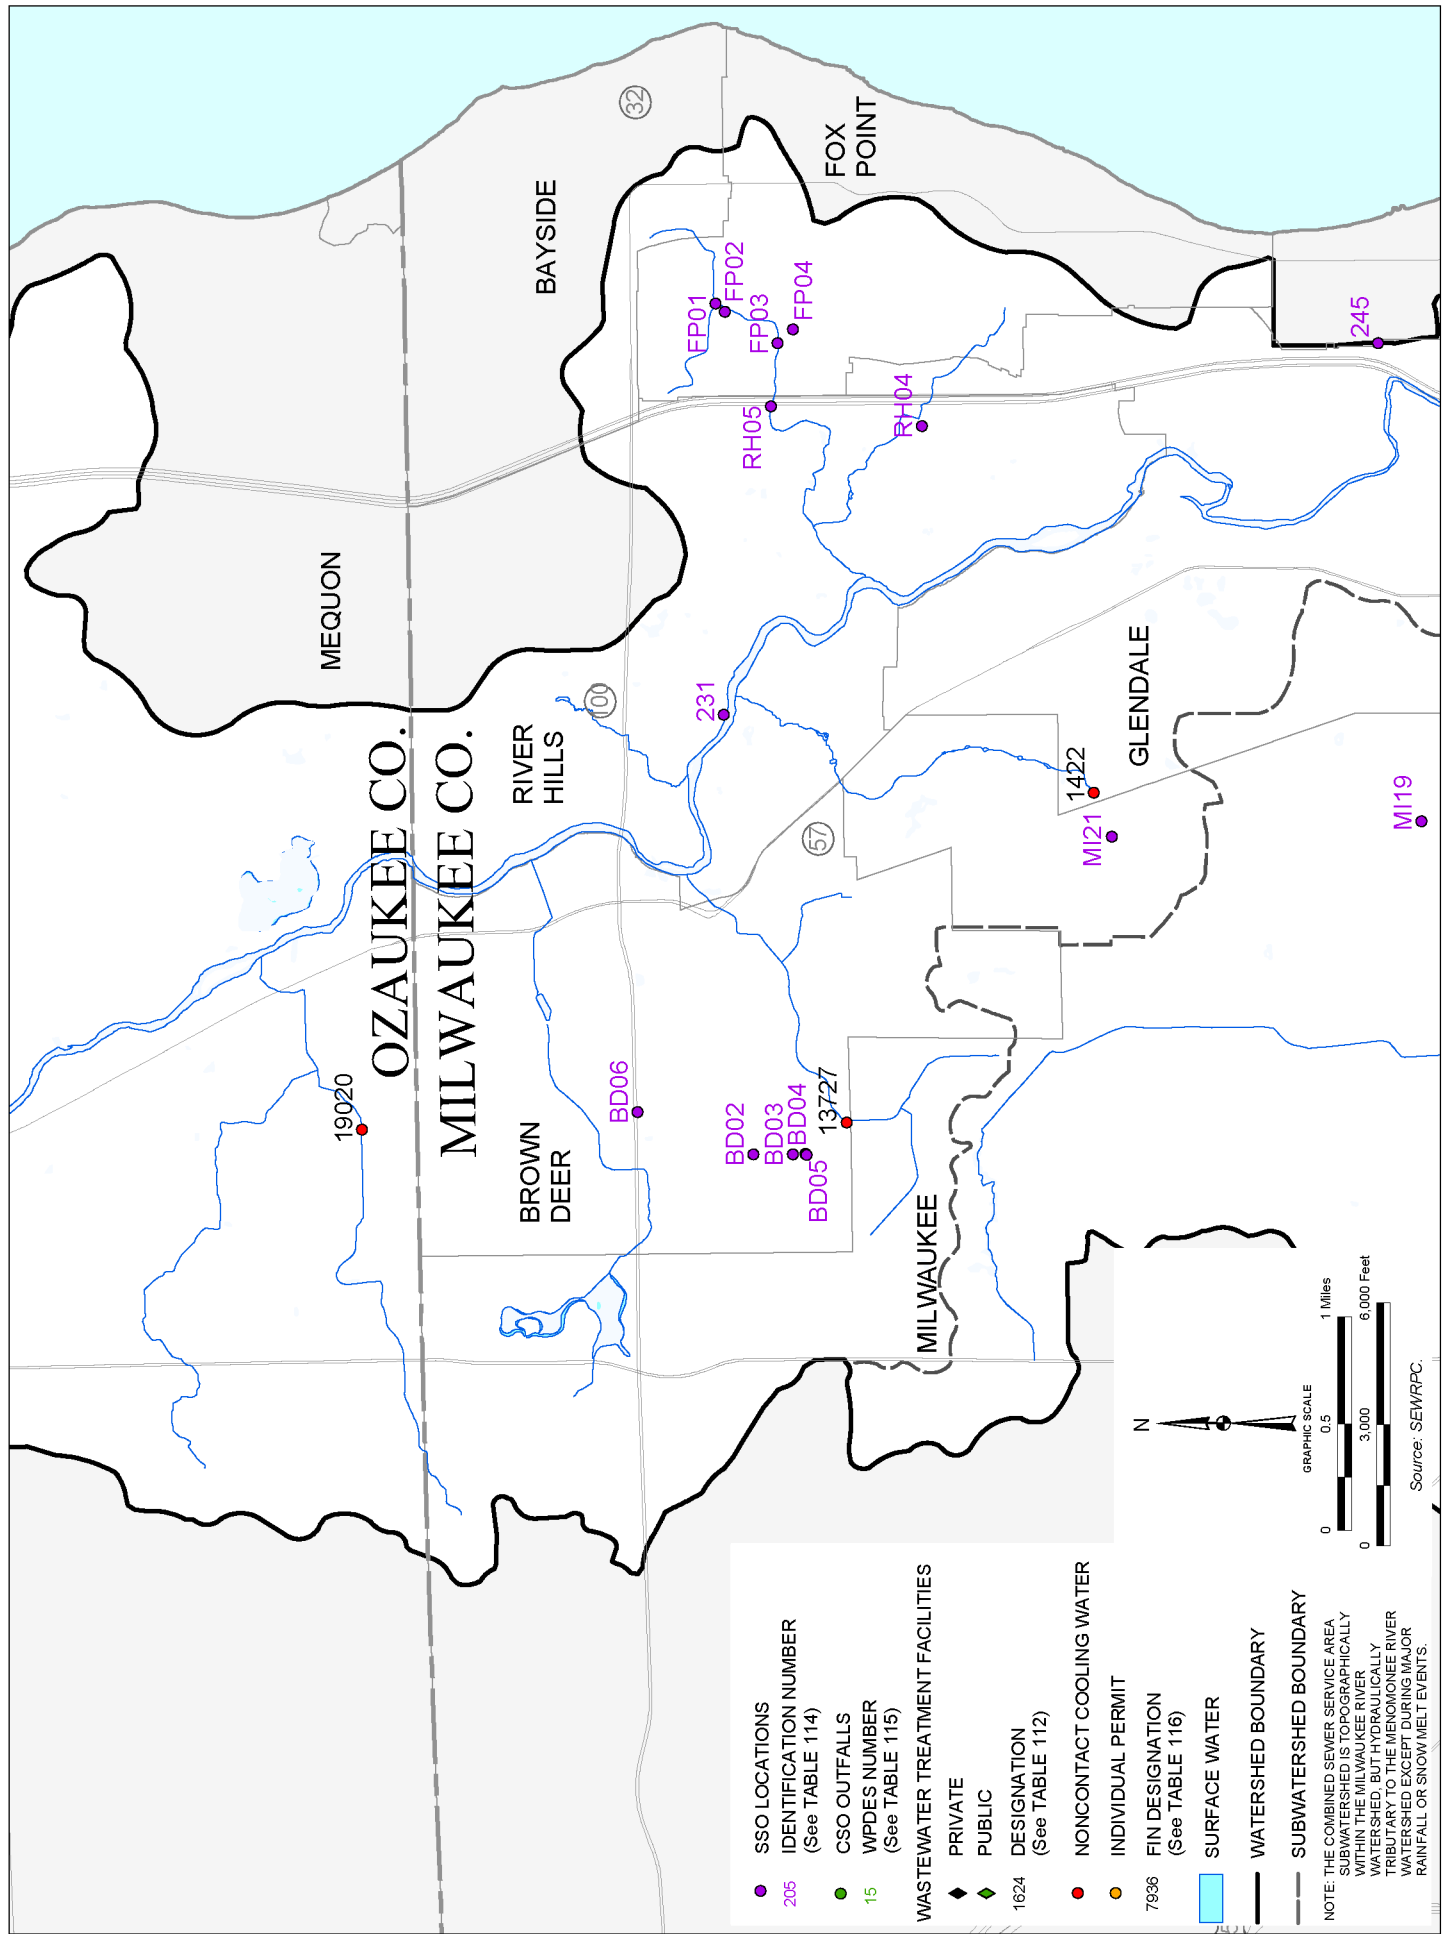 OZAUKEE CO.
MILWAUKEE CO.
MEQUON
BAYSIDE
FOX
POINT
RIVER
HILLS
BROWN
DEER
GLENDALE
MILWAUKEE
32
100
57
19020
BD06
BD02
BD03
BD04
BD05
13727
231
1422
MI21
MI19
FP01
FP02
FP03
FP04
RH05
RH04
245
SSO LOCATIONS
205 IDENTIFICATION NUMBER
(See TABLE 114)
CSO OUTFALLS
15 WPDES NUMBER
(See TABLE 115)
WASTEWATER TREATMENT FACILITIES
PRIVATE
PUBLIC
1624 DESIGNATION
(See TABLE 112)
NONCONTACT COOLING WATER
INDIVIDUAL PERMIT
7936 FIN DESIGNATION
(See TABLE 116)
SURFACE WATER
WATERSHED BOUNDARY
SUBWATERSHED BOUNDARY
NOTE: THE COMBINED SEWER SERVICE AREA
SUBWATERSHED IS TOPOGRAPHICALLY
WITHIN THE MILWAUKEE RIVER
WATERSHED, BUT HYDRAULICALLY
TRIBUTARY TO THE MENOMONEE RIVER
WATERSHED EXCEPT DURING MAJOR
RAINFALL OR SNOW MELT EVENTS.
N
GRAPHIC SCALE
0 0.5 1 Miles
0 3,000 6,000 Feet
Source: SEWRPC.